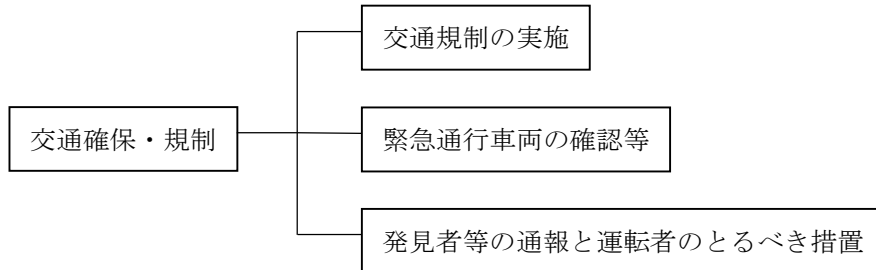 交通規制の実施
交通確保・規制
緊急通行車両の確認等
発見者等の通報と運転者のとるべき措置